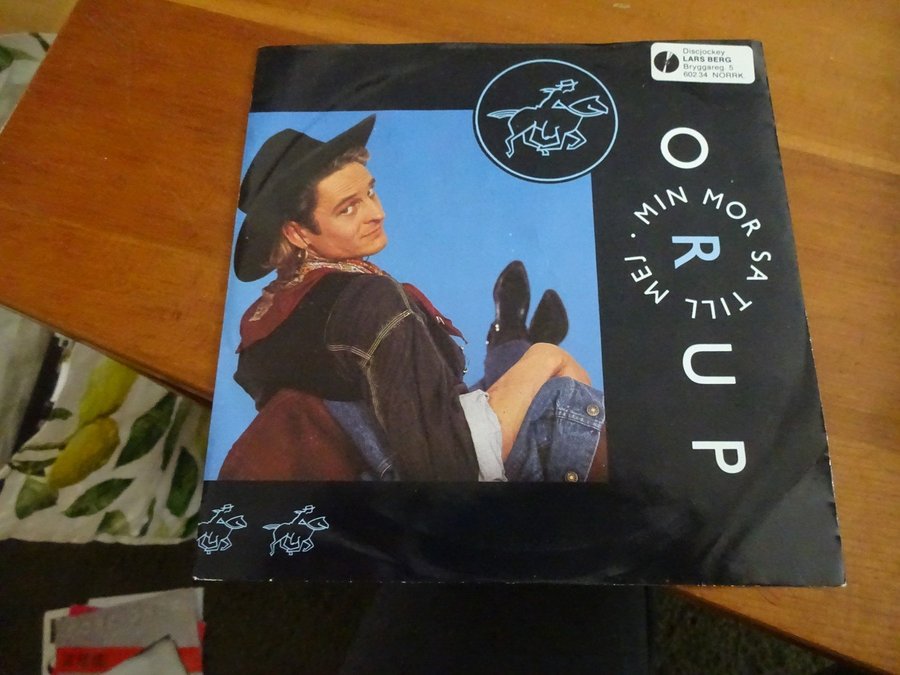 Discjockey
LARS BERG
Bryggareg 5
602 34 NORRK.
ORUP
MIN MOR SA TILL MEJ •